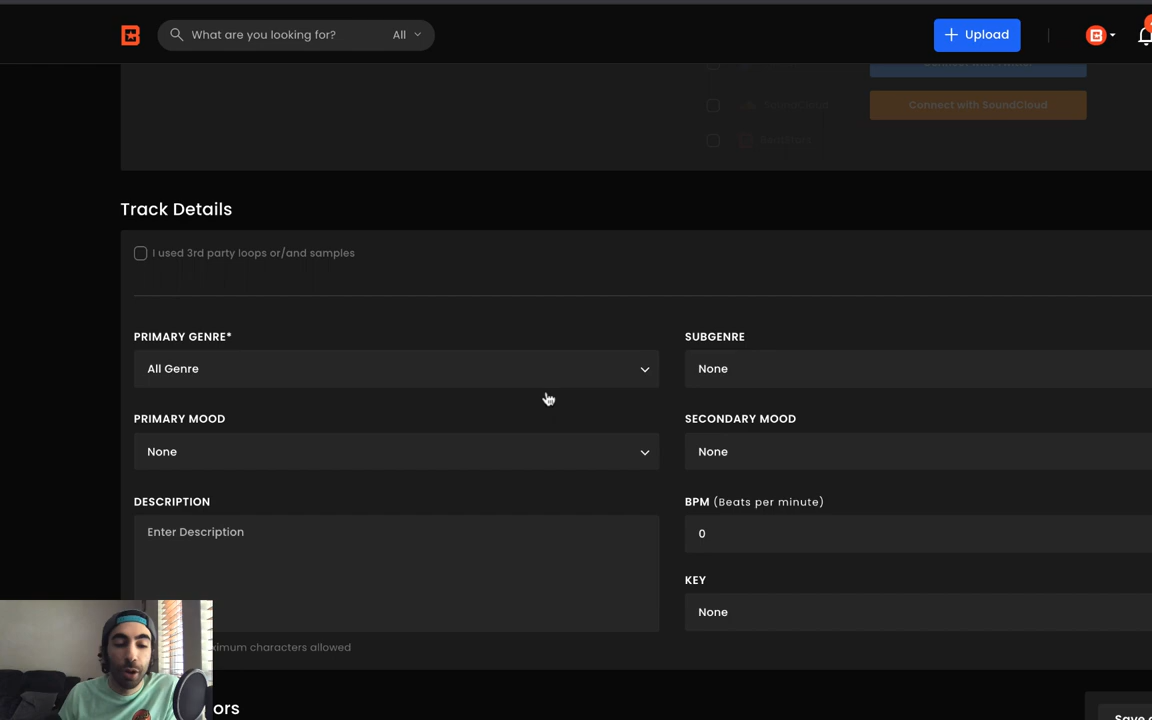 What are you looking for? All
Upload
Connect with SoundCloud
Track Details
I used 3rd party loops or/and samples
PRIMARY GENRE* SUBGENRE
All Genre None
PRIMARY MOOD SECONDARY MOOD
None None
DESCRIPTION BPM (Beats per minute)
Enter Description 0
KEY
None
characters allowed
Save